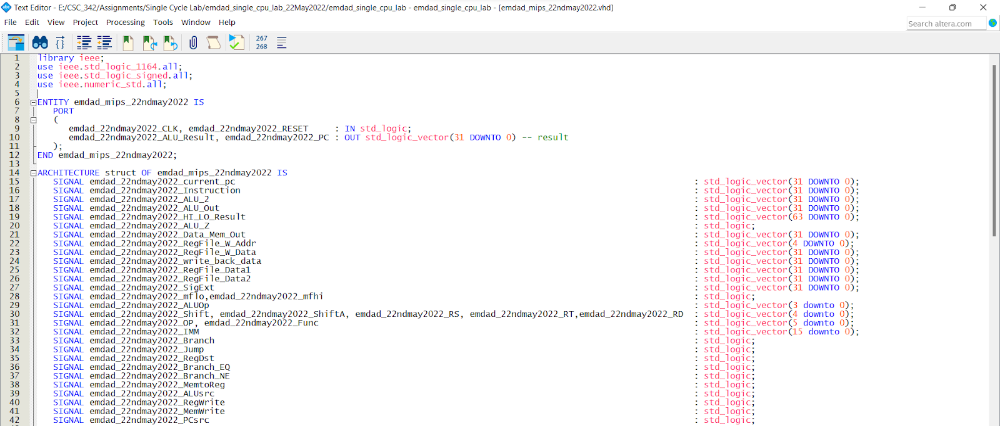 Text Editor - E:/CSC_342/Assignments/Single Cycle Lab/emdad_single_cpu_lab_22May2022/emdad_single_cpu_lab - emdad_single_cpu_lab - [emdad_mips_22ndmay2022.vhd]
File Edit View Project Processing Tools Window Help
Search altera.com
267
268
1 library ieee;
2 use ieee.std_logic_1164.all;
3 use ieee.std_logic_signed.all;
4 use ieee.numeric_std.all;
5
6 ENTITY emdad_mips_22ndmay2022 IS
7 PORT
8 (
9 emdad_22ndmay2022_CLK, emdad_22ndmay2022_RESET : IN std_logic;
10 emdad_22ndmay2022_ALU_Result, emdad_22ndmay2022_PC : OUT std_logic_vector(31 DOWNTO 0) -- result
11 );
12 END emdad_mips_22ndmay2022;
13
14 ARCHITECTURE struct OF emdad_mips_22ndmay2022 IS
15 SIGNAL emdad_22ndmay2022_current_pc : std_logic_vector(31 DOWNTO 0);
16 SIGNAL emdad_22ndmay2022_Instruction : std_logic_vector(31 DOWNTO 0);
17 SIGNAL emdad_22ndmay2022_ALU_2 : std_logic_vector(31 DOWNTO 0);
18 SIGNAL emdad_22ndmay2022_ALU_Out : std_logic_vector(31 DOWNTO 0);
19 SIGNAL emdad_22ndmay2022_HI_LO_Result : std_logic_vector(63 DOWNTO 0);
20 SIGNAL emdad_22ndmay2022_ALU_Z : std_logic;
21 SIGNAL emdad_22ndmay2022_Data_Mem_Out : std_logic_vector(31 DOWNTO 0);
22 SIGNAL emdad_22ndmay2022_RegFile_W_Addr : std_logic_vector(4 DOWNTO 0);
23 SIGNAL emdad_22ndmay2022_RegFile_W_Data : std_logic_vector(31 DOWNTO 0);
24 SIGNAL emdad_22ndmay2022_write_back_data : std_logic_vector(31 DOWNTO 0);
25 SIGNAL emdad_22ndmay2022_RegFile_Data1 : std_logic_vector(31 DOWNTO 0);
26 SIGNAL emdad_22ndmay2022_RegFile_Data2 : std_logic_vector(31 DOWNTO 0);
27 SIGNAL emdad_22ndmay2022_SigExt : std_logic_vector(31 DOWNTO 0);
28 SIGNAL emdad_22ndmay2022_mflo,emdad_22ndmay2022_mfhi : std_logic;
29 SIGNAL emdad_22ndmay2022_ALUOp : std_logic_vector(3 downto 0);
30 SIGNAL emdad_22ndmay2022_Shift, emdad_22ndmay2022_ShiftA, emdad_22ndmay2022_RS, emdad_22ndmay2022_RT,emdad_22ndmay2022_RD : std_logic_vector(4 downto 0);
31 SIGNAL emdad_22ndmay2022_OP, emdad_22ndmay2022_Func : std_logic_vector(5 downto 0);
32 SIGNAL emdad_22ndmay2022_IMM : std_logic_vector(15 downto 0);
33 SIGNAL emdad_22ndmay2022_Branch : std_logic;
34 SIGNAL emdad_22ndmay2022_Jump : std_logic;
35 SIGNAL emdad_22ndmay2022_RegDst : std_logic;
36 SIGNAL emdad_22ndmay2022_Branch_EQ : std_logic;
37 SIGNAL emdad_22ndmay2022_Branch_NE : std_logic;
38 SIGNAL emdad_22ndmay2022_MemtoReg : std_logic;
39 SIGNAL emdad_22ndmay2022_ALUsrc : std_logic;
40 SIGNAL emdad_22ndmay2022_RegWrite : std_logic;
41 SIGNAL emdad_22ndmay2022_MemWrite : std_logic;
42 SIGNAL emdad_22ndmay2022_PCsrc : std_logic;